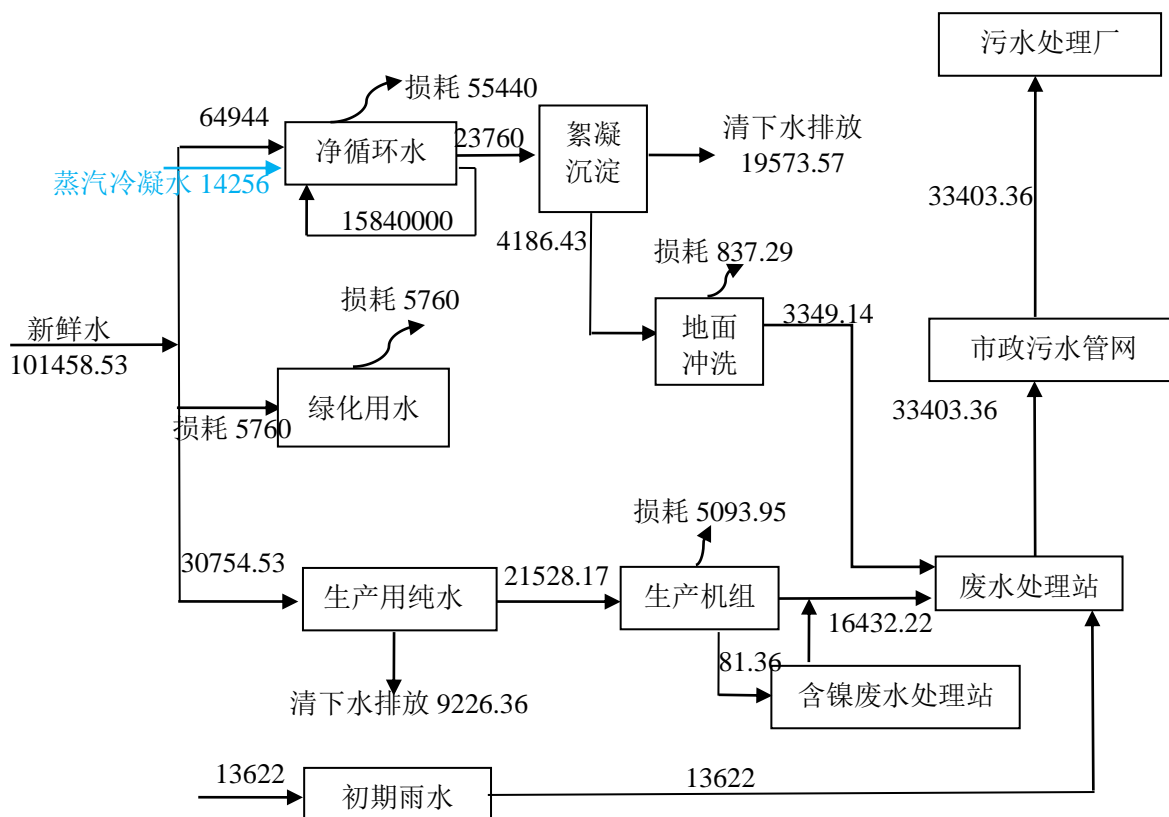 污水处理厂
损耗 55440
64944
净循环水
23760
絮凝
沉淀
清下水排放
19573.57
蒸汽冷凝水 14256
15840000
4186.43
33403.36
损耗 837.29
损耗 5760
地面
冲洗
3349.14
新鲜水
101458.53
市政污水管网
绿化用水
损耗 5760
33403.36
损耗 5093.95
30754.53
生产用纯水
21528.17
生产机组
16432.22
废水处理站
81.36
含镍废水处理站
清下水排放 9226.36
13622
初期雨水
13622